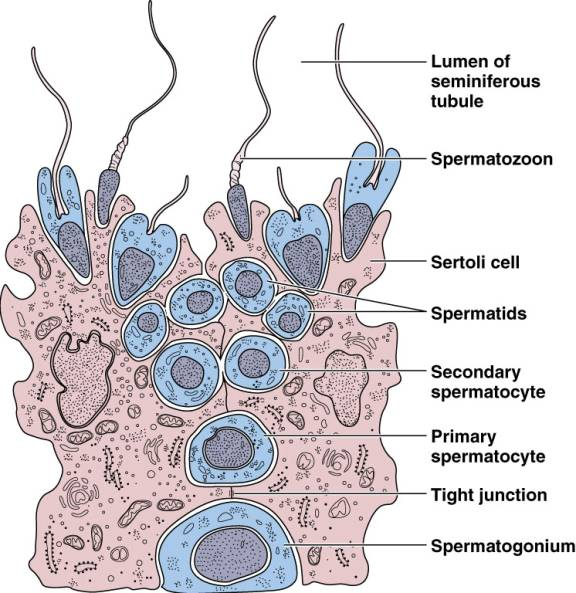 Lumen of
seminiferous
tubule
Spermatozoon
Sertoli cell
Spermatids
Secondary
spermatocyte
Primary
spermatocyte
Tight junction
Spermatogonium